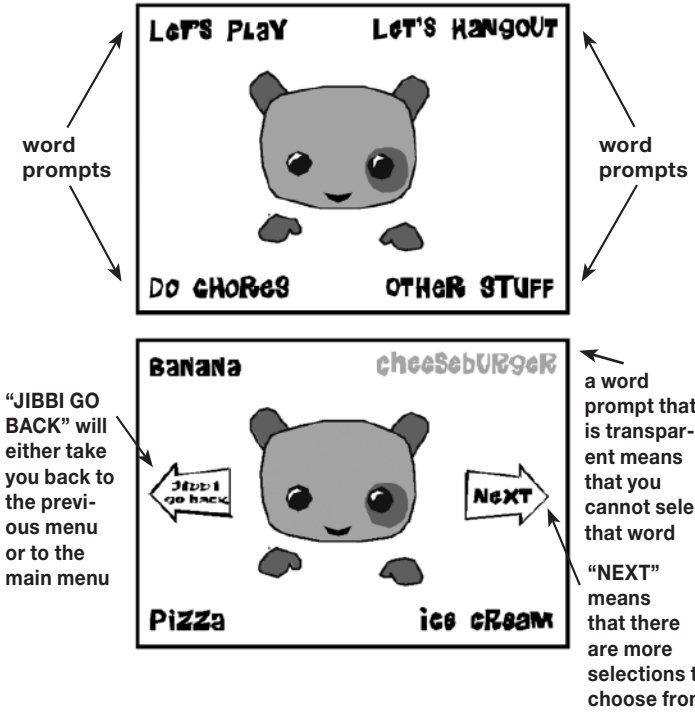 LET'S PLAY LET'S HANGOUT
word
prompts
word
prompts
DO CHORES OTHER STUFF
BANANA cheeseburger
"JIBBI GO
BACK" will
either take
you back to
the previ-
ous menu
or to the
main menu
JIBBI
go back
NEXT
a word
prompt that
is transpar-
ent means
that you
cannot sele
that word
"NEXT"
means
that there
are more
selections t
choose fron
Pizza ice cream